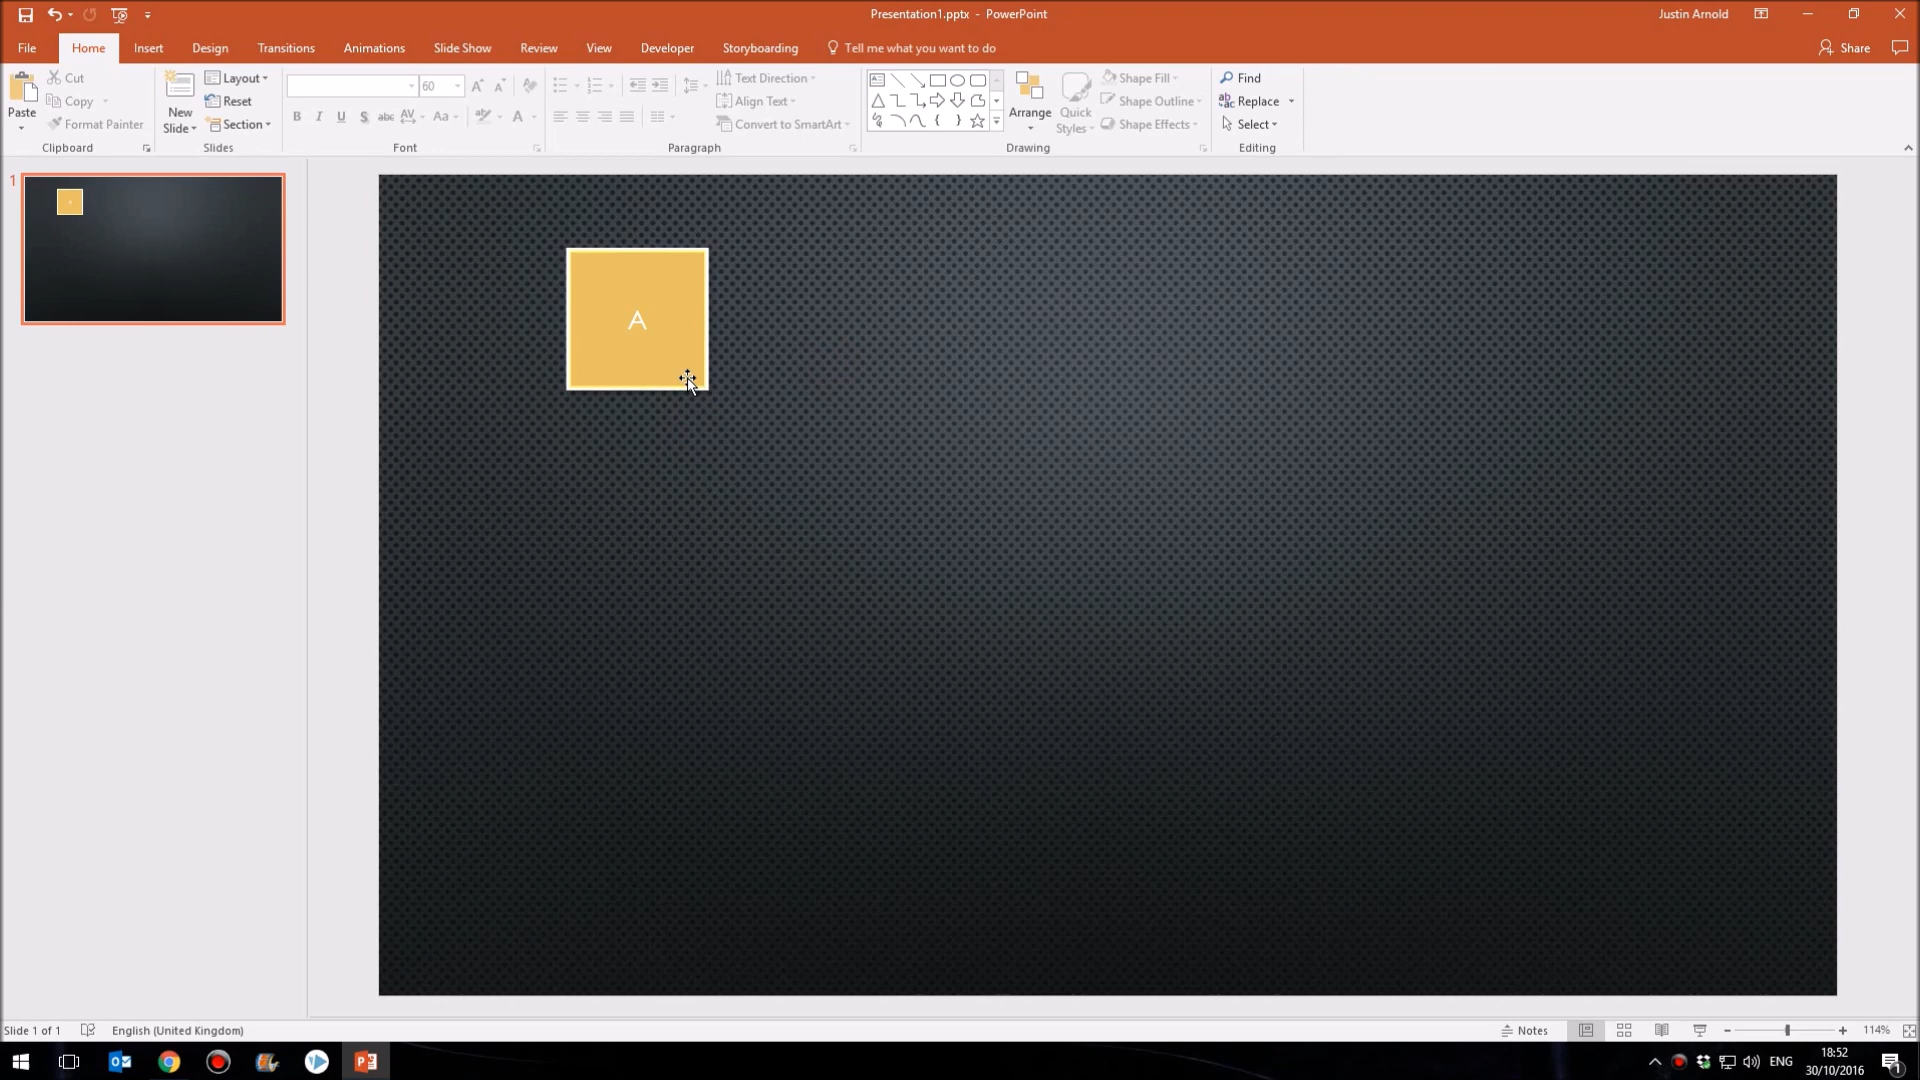 Presentation1.pptx - PowerPoint
Justin Arnold
File Home Insert Design Transitions Animations Slide Show Review View Developer Storyboarding Tell me what you want to do Share
Paste
Cut
Copy
Format Painter
Clipboard
New
Slide
Layout
Reset
Section
Slides
60
B I U S abc AV Aa A
Font
Text Direction
Align Text
Convert to SmartArt
Paragraph
Arrange
Quick
Styles
Shape Fill
Shape Outline
Shape Effects
Drawing
Find
Replace
Select
Editing
1
A
Slide 1 of 1 English (United Kingdom) Notes 114%
ENG
18:52
30/10/2016
1